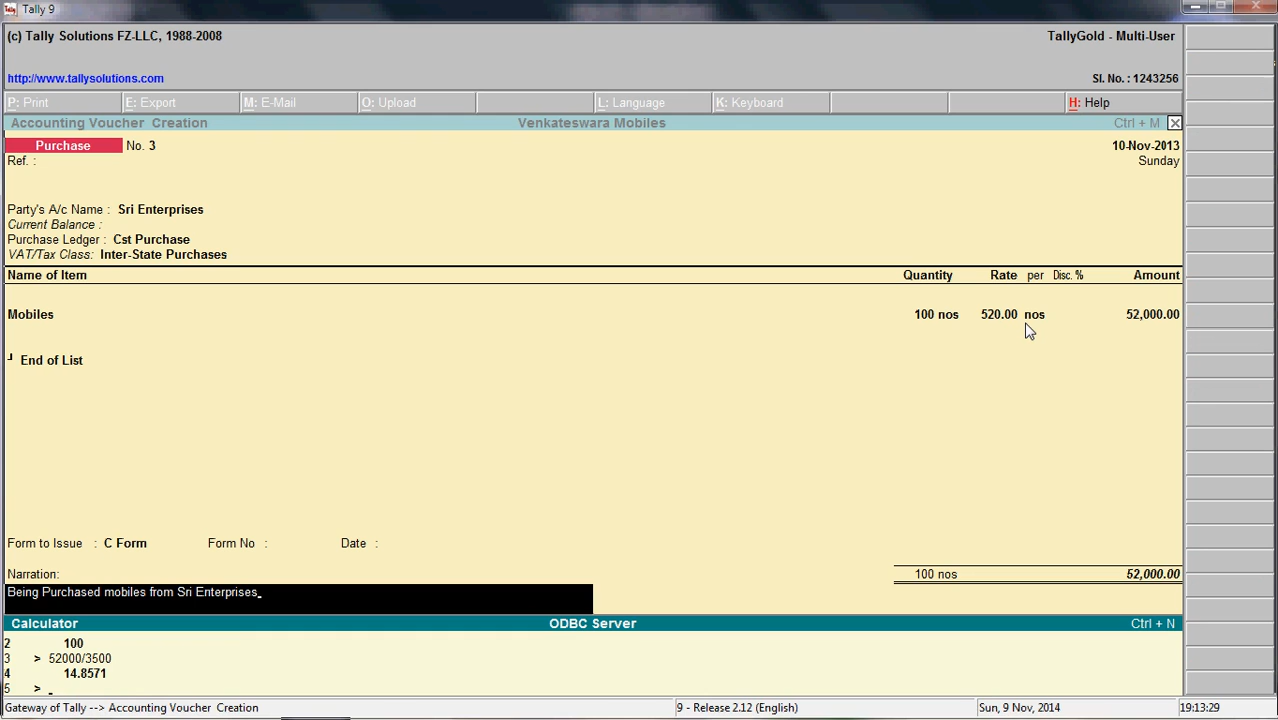 Tally 9
(c) Tally Solutions FZ-LLC, 1988-2008
TallyGold - Multi-User
http://www.tallysolutions.com
Sl. No. : 1243256
P: Print E: Export M: E-Mail O: Upload L: Language K: Keyboard H: Help
Accounting Voucher Creation Venkateswara Mobiles Ctrl + M
Purchase No. 3 10-Nov-2013
Ref. : Sunday
Party's A/c Name : Sri Enterprises
Current Balance :
Purchase Ledger : Cst Purchase
VAT/Tax Class: Inter-State Purchases
Name of Item Quantity Rate per Disc. % Amount
Mobiles 100 nos 520.00 nos 52,000.00
End of List
Form to Issue : C Form Form No : Date :
Narration: 100 nos 52,000.00
Being Purchased mobiles from Sri Enterprises_
Calculator ODBC Server Ctrl + N
2 100
3 > 52000/3500
4 14.8571
5 > _
Gateway of Tally --> Accounting Voucher Creation 9 - Release 2.12 (English) Sun, 9 Nov, 2014 19:13:29